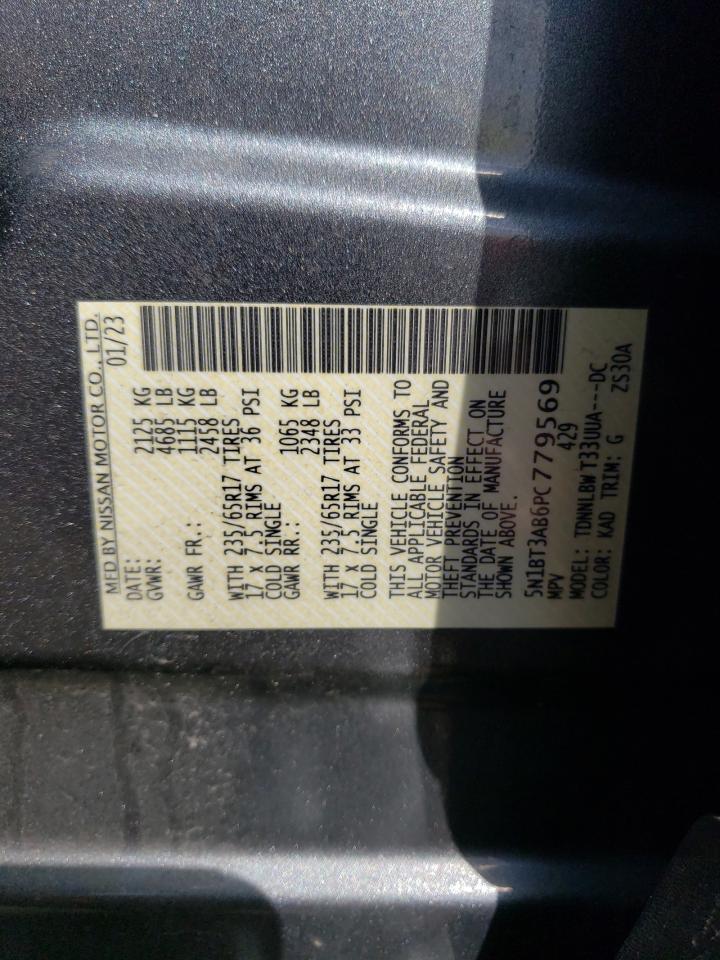 MFD BY NISSAN MOTOR CO., LTD.
DATE: 01/23
GVWR: 2125 KG
4685 LB
GAWR FR.: 1115 KG
2458 LB
WITH 235/65R17 TIRES
17 X 7.5 RIMS AT 36 PSI
COLD SINGLE
GAWR RR.: 1065 KG
2348 LB
WITH 235/65R17 TIRES
17 X 7.5 RIMS AT 33 PSI
COLD SINGLE
THIS VEHICLE CONFORMS TO
ALL APPLICABLE FEDERAL
MOTOR VEHICLE SAFETY AND
THEFT PREVENTION
STANDARDS IN EFFECT ON
THE DATE OF MANUFACTURE
SHOWN ABOVE.
5N1BT3AB6PC779569
MPV 429
MODEL: TDNNLBW T33UUA---DC
COLOR: KAD TRIM: G ZS30A